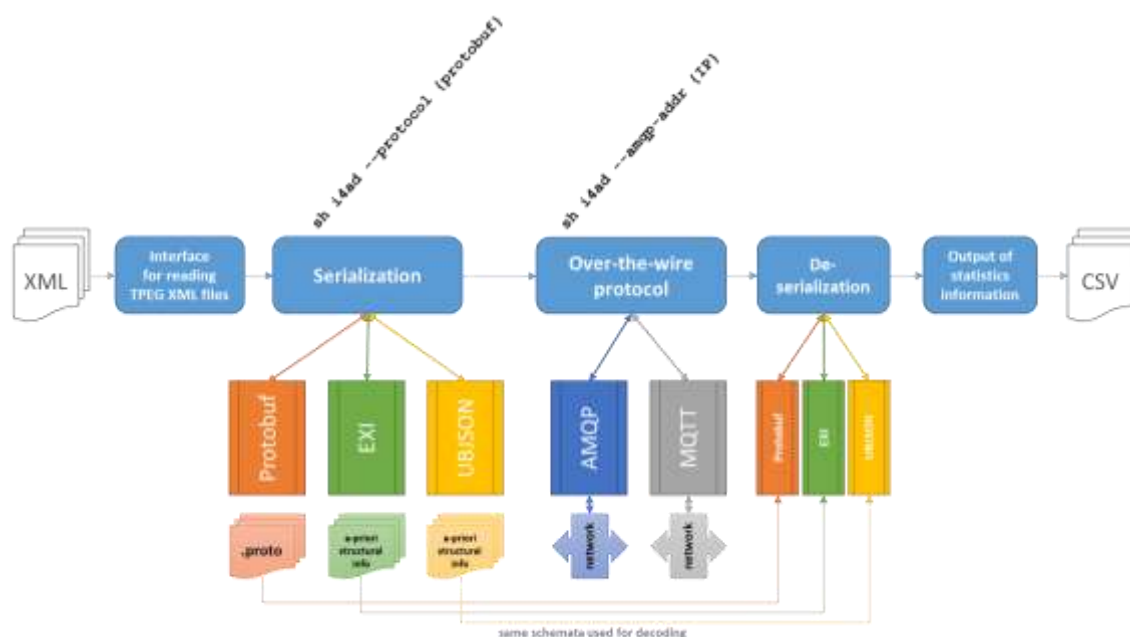 sh i4ad --protocol (protobuf)
sh i4ad --amqp-addr (IP)
XML
Interface
for reading
TPEG XML files
Serialization
Over-the-wire
protocol
De-
serialization
Output of
statistics
information
CSV
Protobuf
EXI
UBJSON
AMQP
MQTT
Protobuf
EXI
UBJSON
.proto
a-priori
structural
info
a-priori
structural
info
network
network
same schemata used for decoding